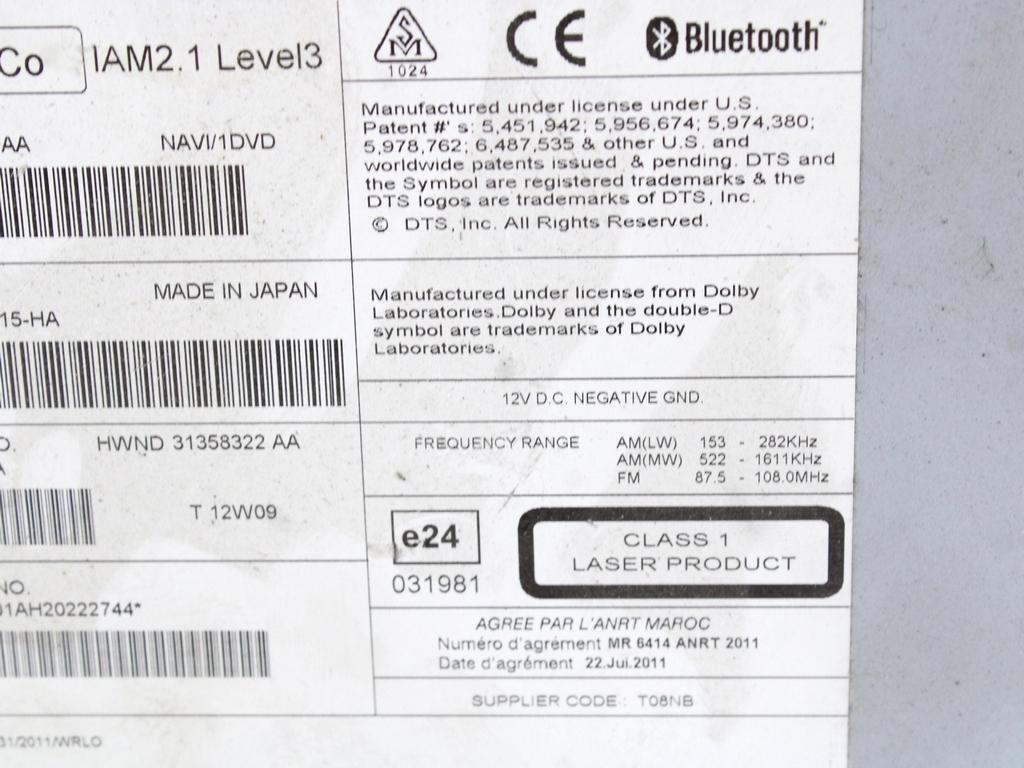 Co
IAM2.1 Level3
AA
NAVI/1DVD
MADE IN JAPAN
15-HA
O.
HWND 31358322 AA
A
T 12W09
NO.
01AH20222744*
31/2011/WRLO
SM
1024
CE
Bluetooth
Manufactured under license under U.S.
Patent #' s: 5,451,942; 5,956,674; 5,974,380;
5,978,762; 6,487,535 & other U.S. and
worldwide patents issued & pending. DTS and
the Symbol are registered trademarks & the
DTS logos are trademarks of DTS, Inc.
© DTS, Inc. All Rights Reserved.
Manufactured under license from Dolby
Laboratories.Dolby and the double-D
symbol are trademarks of Dolby
Laboratories.
12V D.C. NEGATIVE GND.
FREQUENCY RANGE AM(LW) 153 - 282KHz
AM(MW) 522 - 1611KHz
FM 87.5 - 108.0MHz
e24
031981
CLASS 1
LASER PRODUCT
AGREE PAR L'ANRT MAROC
Numéro d'agrément MR 6414 ANRT 2011
Date d'agrément 22.Jui.2011
SUPPLIER CODE : T08NB